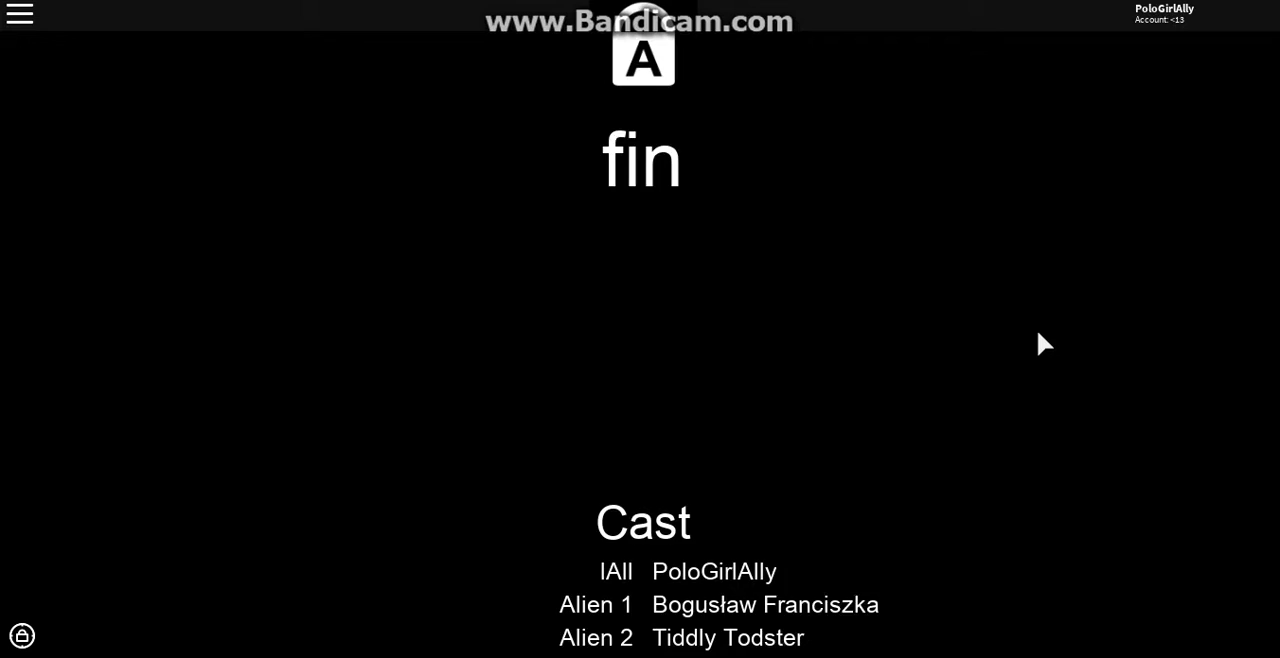 PoloGirlAlly
Account: <13
www.Bandicam.com
A
fin
Cast
lAll PoloGirlAlly
Alien 1 Bogusław Franciszka
Alien 2 Tiddly Todster